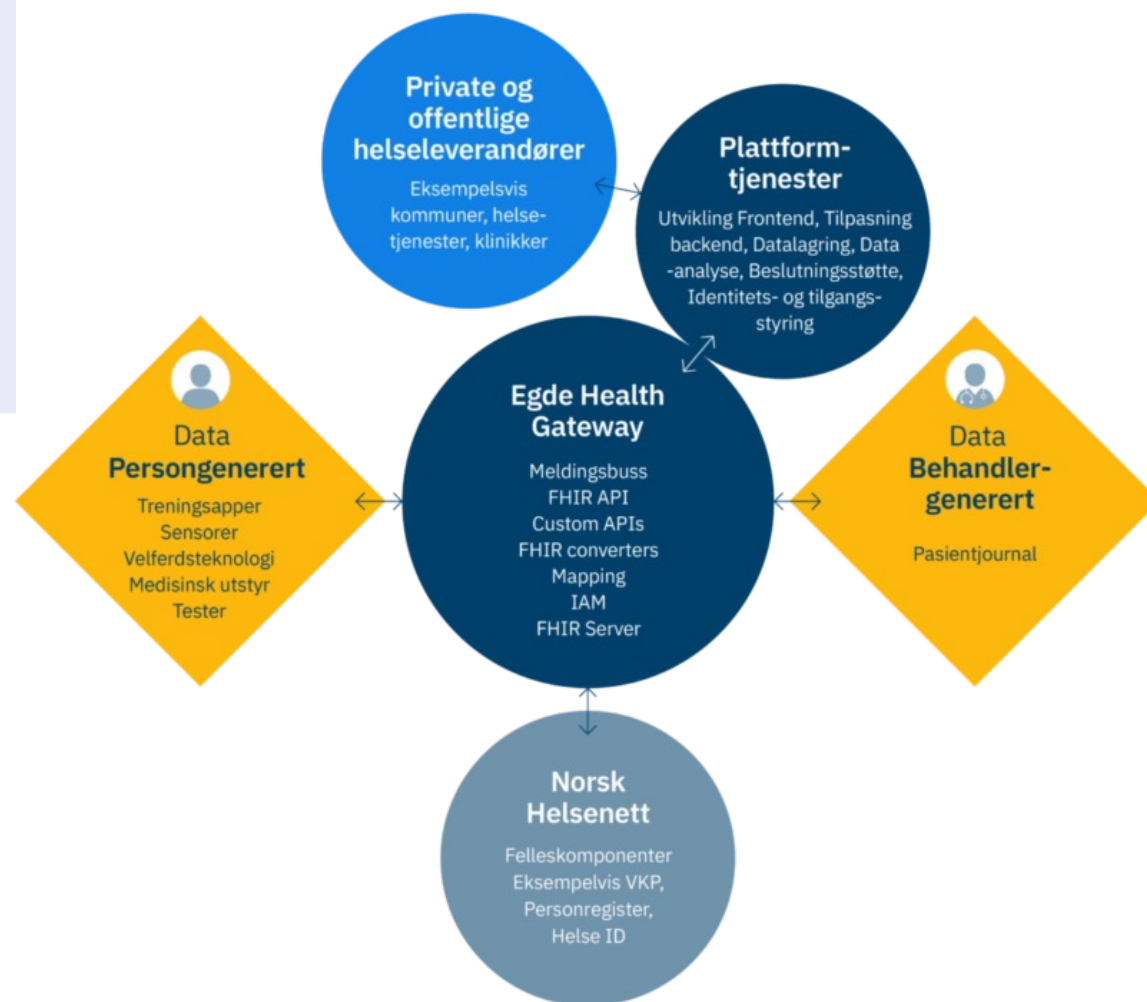 Private og
offentlige
helseleverandører
Eksempelsvis
kommuner, helse-
tjenester, klinikker
Plattform-
tjenester
Utvikling Frontend, Tilpasning
backend, Datalagring, Data
-analyse, Beslutningsstøtte,
Identitets- og tilgangs-
styring
Egde Health
Gateway
Meldingsbuss
FHIR API
Custom APIs
FHIR converters
Mapping
IAM
FHIR Server
Data
Persongenerert
Treningsapper
Sensorer
Velferdsteknologi
Medisinsk utstyr
Tester
Data
Behandler-
generert
Pasientjournal
Norsk
Helsenett
Felleskomponenter
Eksempelvis VKP,
Personregister,
Helse ID